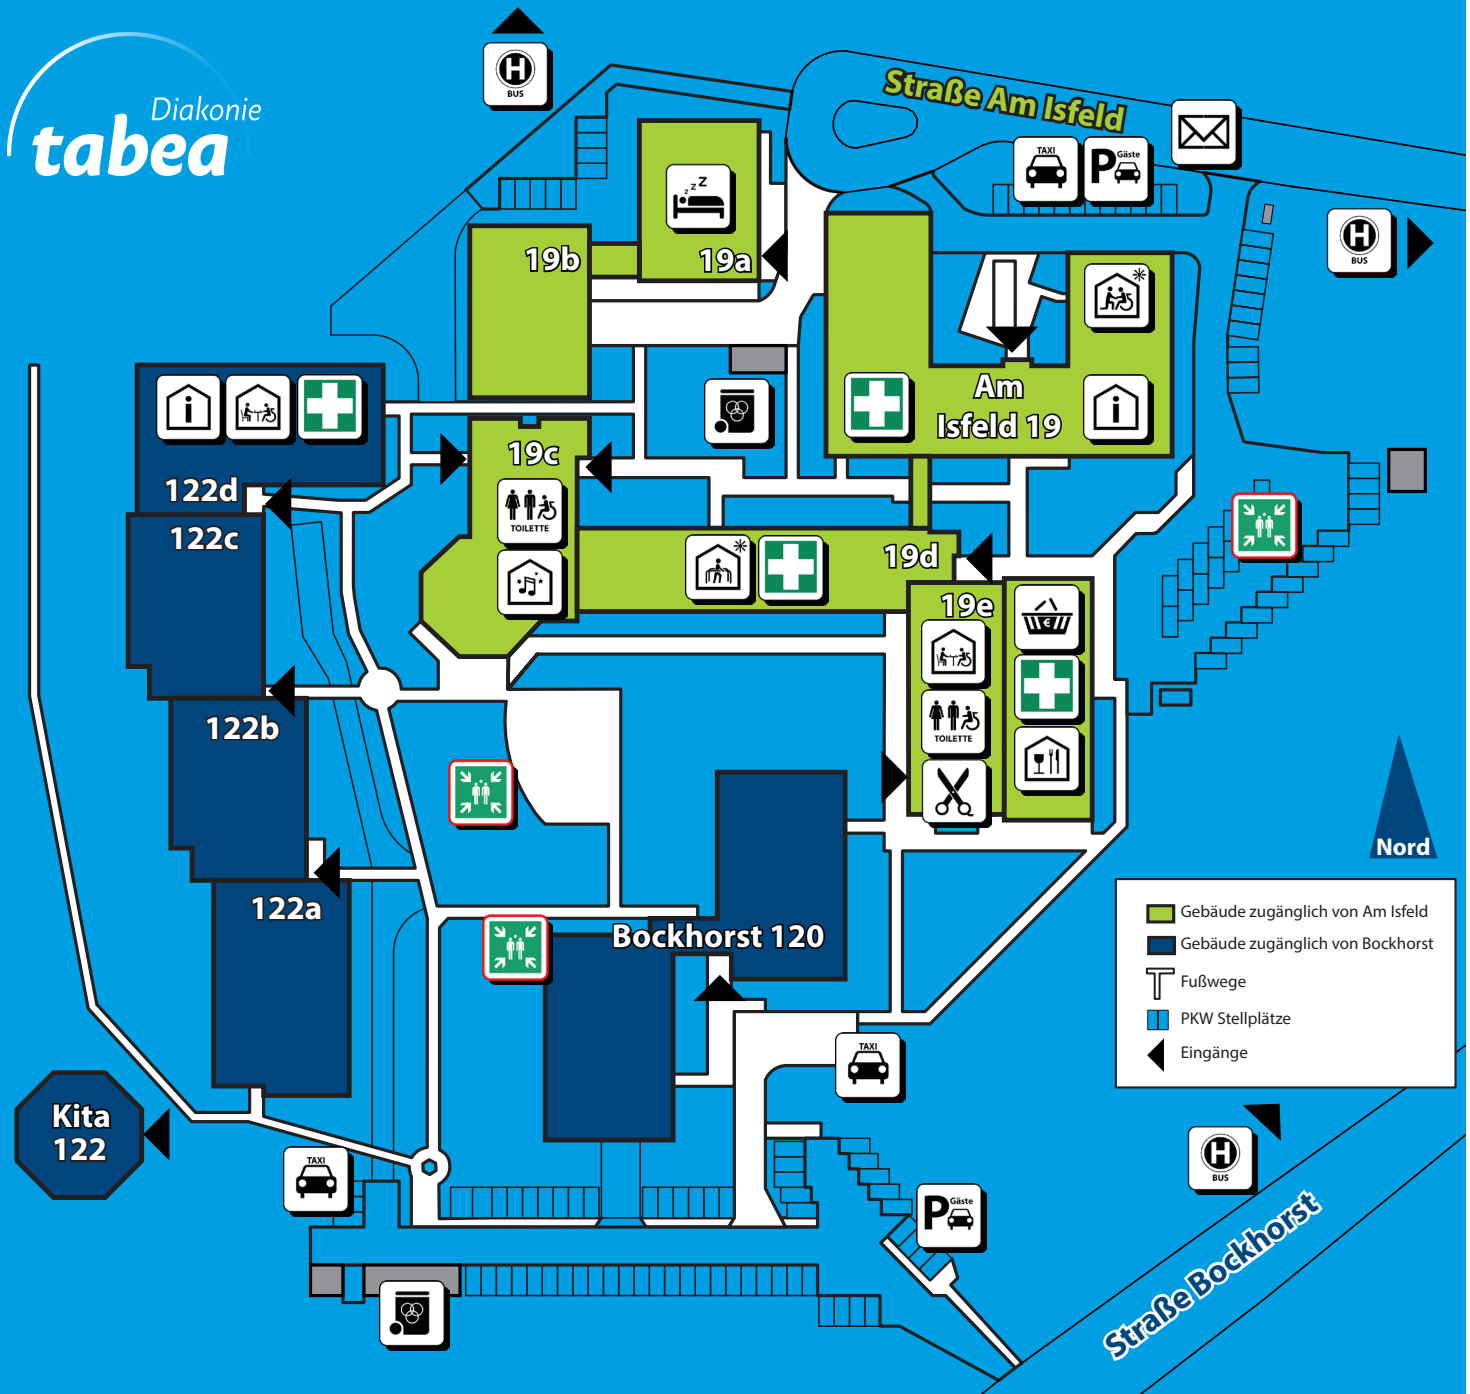 Diakonie
tabea
H
BUS
Straße Am Isfeld
TAXI
P Gäste
H
BUS
z z Z
19b
19a
Am
Isfeld 19
i
i
122d
122c
19c
TOILETTE
19d
19e
€
TOILETTE
122b
122a
Bockhorst 120
Nord
Gebäude zugänglich von Am Isfeld
Gebäude zugänglich von Bockhorst
Fußwege
PKW Stellplätze
Eingänge
Kita
122
TAXI
TAXI
P Gäste
H
BUS
Straße Bockhorst